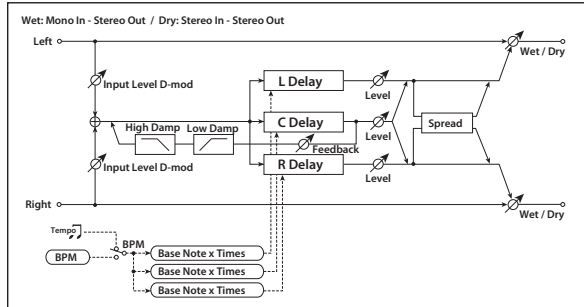 Wet: Mono In - Stereo Out / Dry: Stereo In - Stereo Out
Left
Wet / Dry
Input Level D-mod
L Delay
Level
High Damp
Low Damp
C Delay
Level
Spread
Feedback
Input Level D-mod
R Delay
Level
Right
Wet / Dry
Tempo
BPM
BPM
Base Note x Times
Base Note x Times
Base Note x Times